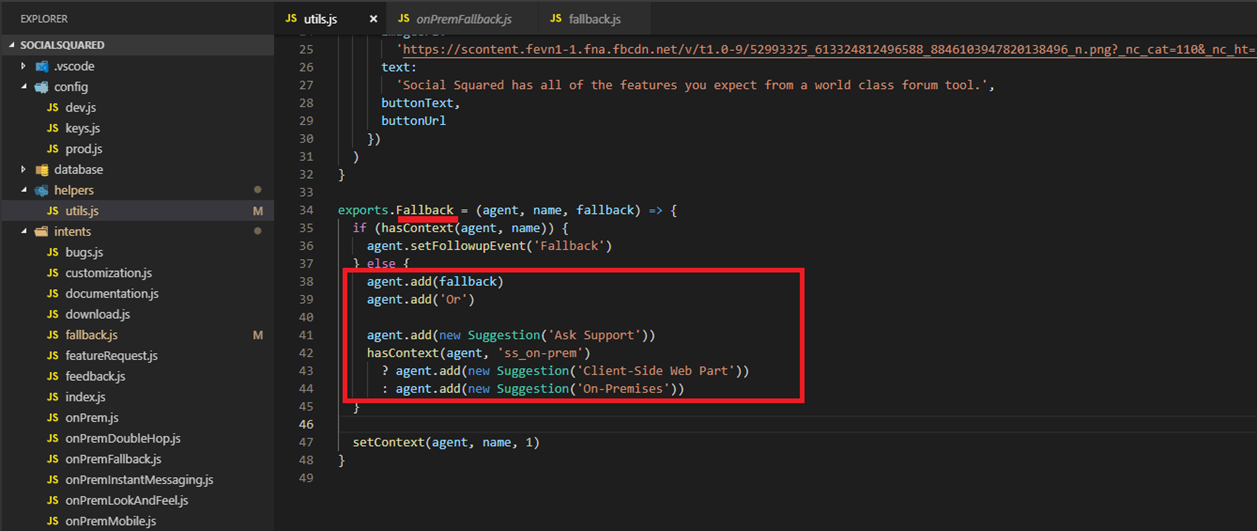 EXPLORER
SOCIALSQUARED
.vscode
config
JS dev.js
JS keys.js
JS prod.js
database
helpers
JS utils.js M
intents
JS bugs.js
JS customization.js
JS documentation.js
JS download.js
JS fallback.js M
JS featureRequest.js
JS feedback.js
JS index.js
JS onPrem.js
JS onPremDoubleHop.js
JS onPremFallback.js
JS onPremInstantMessaging.js
JS onPremLookAndFeel.js
JS onPremMobile.js
JS utils.js × JS onPremFallback.js JS fallback.js
25 'https://scontent.fevn1-1.fna.fbcdn.net/v/t1.0-9/52993325_613324812496588_8846103947820138496_n.png?_nc_cat=110&_nc_ht=
26 text:
27 'Social Squared has all of the features you expect from a world class forum tool.',
28 buttonText,
29 buttonUrl
30 })
31 )
32 }
33
34 exports.Fallback = (agent, name, fallback) => {
35 if (hasContext(agent, name)) {
36 agent.setFollowupEvent('Fallback')
37 } else {
38 agent.add(fallback)
39 agent.add('Or')
40
41 agent.add(new Suggestion('Ask Support'))
42 hasContext(agent, 'ss_on-prem')
43 ? agent.add(new Suggestion('Client-Side Web Part'))
44 : agent.add(new Suggestion('On-Premises'))
45 }
46
47 setContext(agent, name, 1)
48 }
49